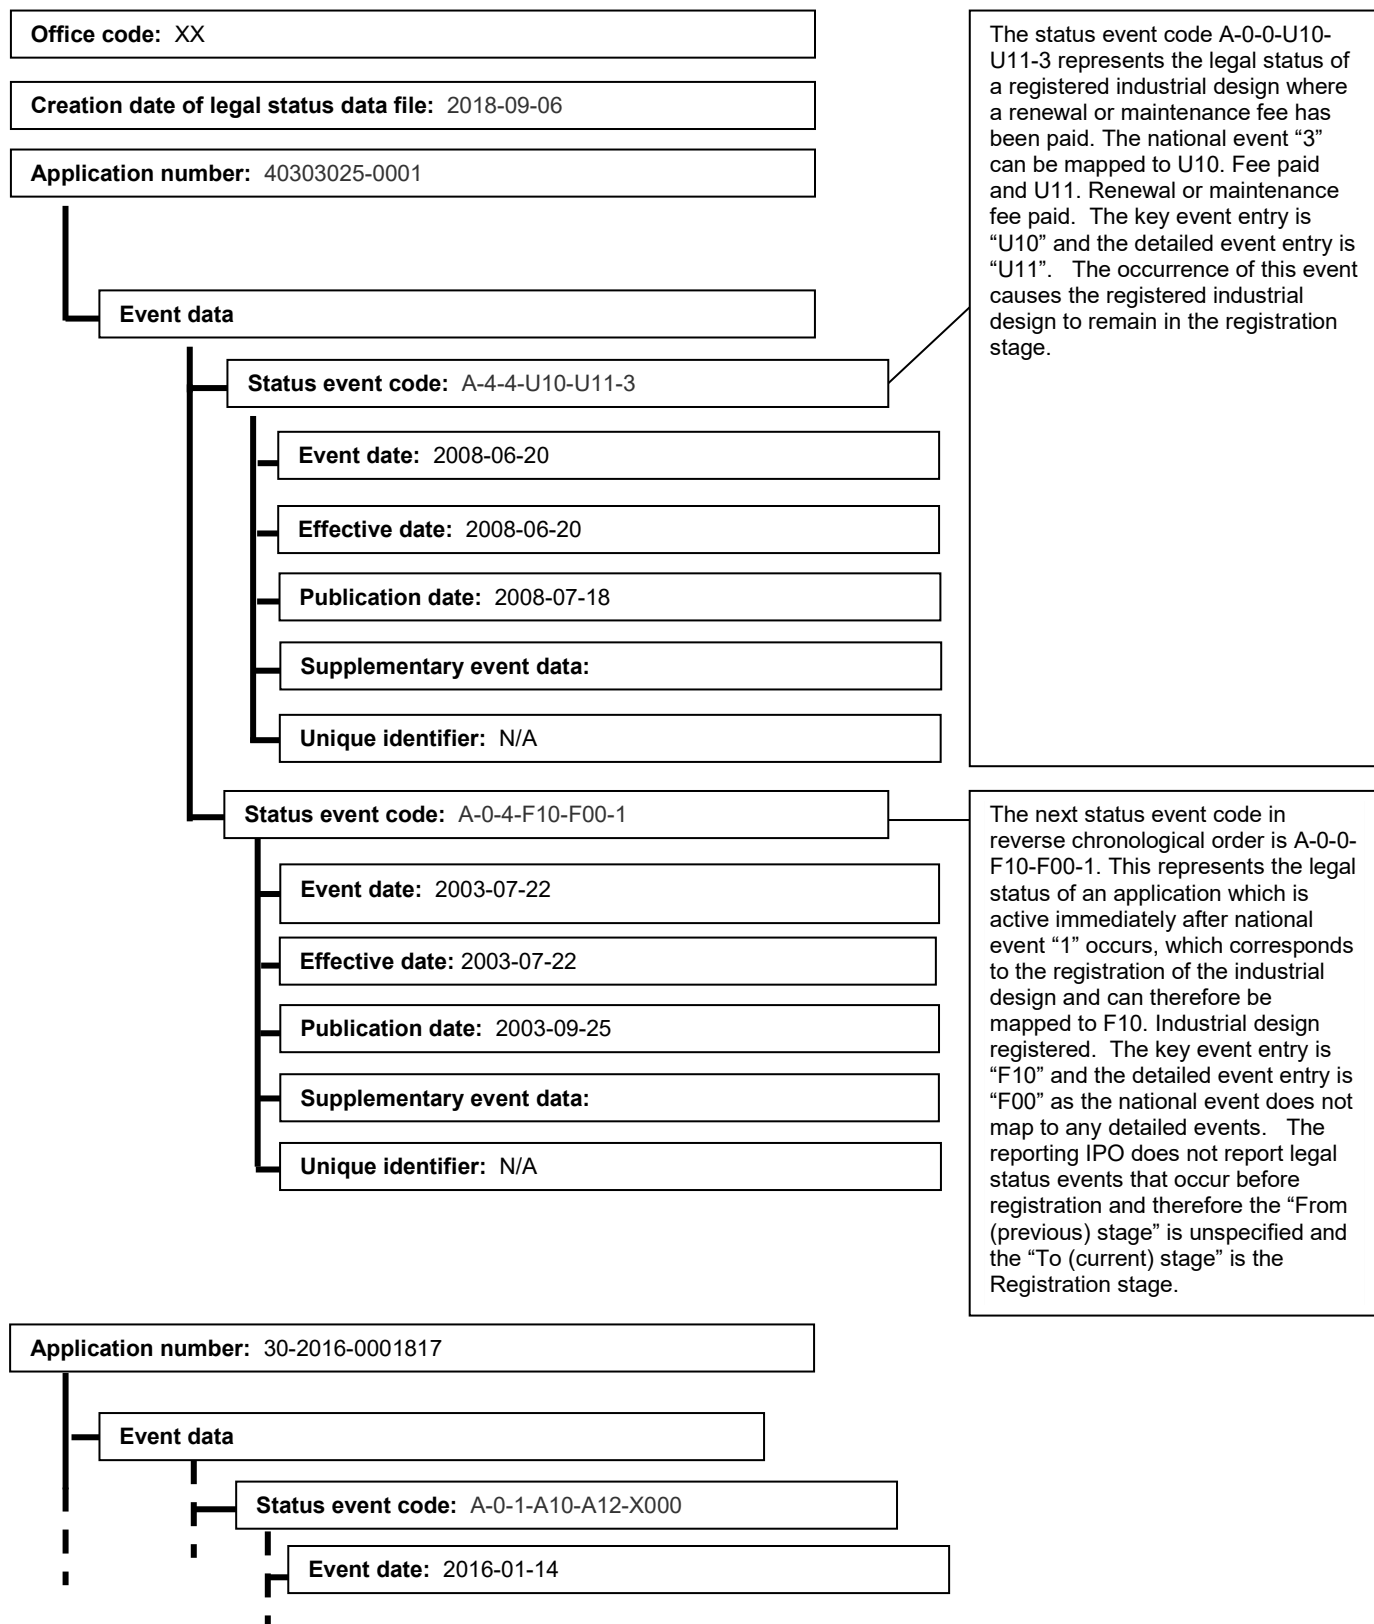 Office code: XX
Creation date of legal status data file: 2018-09-06
Application number: 40303025-0001
Event data
Status event code: A-4-4-U10-U11-3
Event date: 2008-06-20
Effective date: 2008-06-20
Publication date: 2008-07-18
Supplementary event data:
Unique identifier: N/A
The status event code A-0-0-U10-
U11-3 represents the legal status of
a registered industrial design where
a renewal or maintenance fee has
been paid. The national event “3”
can be mapped to U10. Fee paid
and U11. Renewal or maintenance
fee paid.  The key event entry is
“U10” and the detailed event entry is
“U11”.   The occurrence of this event
causes the registered industrial
design to remain in the registration
stage.
Status event code: A-0-4-F10-F00-1
Event date: 2003-07-22
Effective date: 2003-07-22
Publication date: 2003-09-25
Supplementary event data:
Unique identifier: N/A
The next status event code in
reverse chronological order is A-0-0-
F10-F00-1. This represents the legal
status of an application which is
active immediately after national
event “1” occurs, which corresponds
to the registration of the industrial
design and can therefore be
mapped to F10. Industrial design
registered.  The key event entry is
“F10” and the detailed event entry is
“F00” as the national event does not
map to any detailed events.   The
reporting IPO does not report legal
status events that occur before
registration and therefore the “From
(previous) stage” is unspecified and
the “To (current) stage” is the
Registration stage.
Application number: 30-2016-0001817
Event data
Status event code: A-0-1-A10-A12-X000
Event date: 2016-01-14